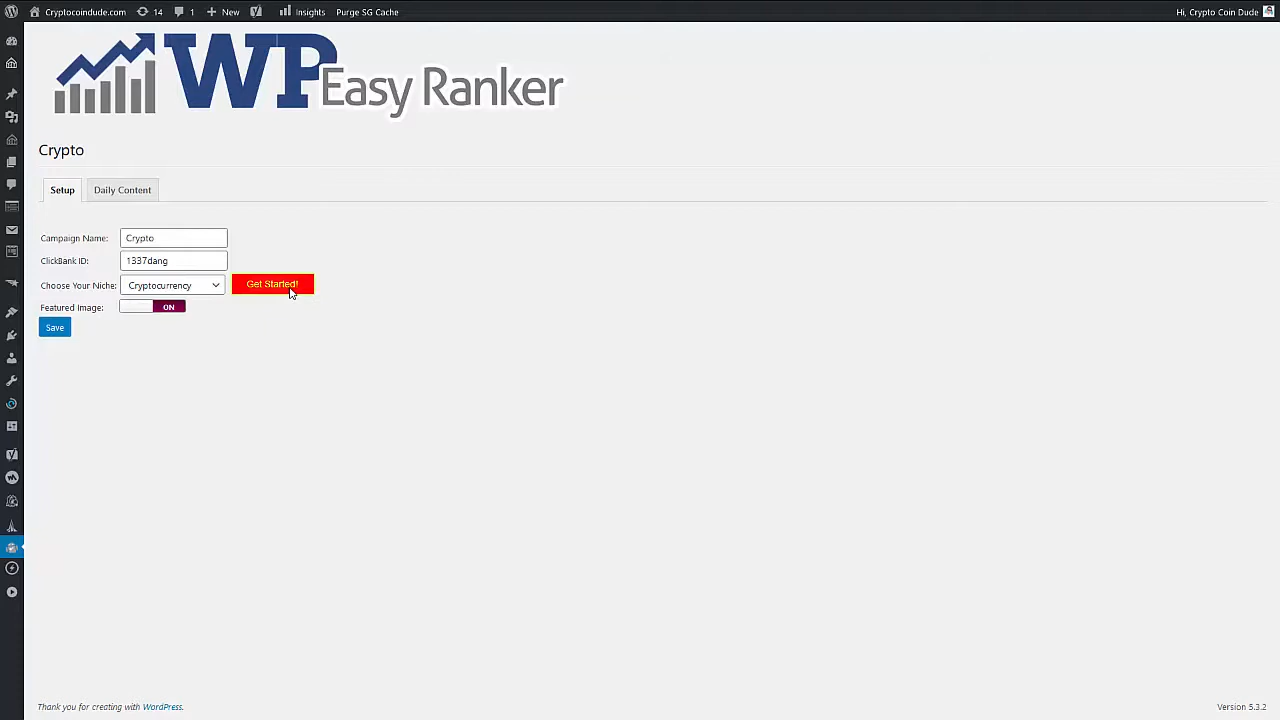 Cryptocoindude.com 14 1 New Insights Purge SG Cache Hi, Crypto Coin Dude
WP Easy Ranker
Crypto
Setup Daily Content
Campaign Name: Crypto
ClickBank ID: 1337dang
Choose Your Niche: Cryptocurrency Get Started!
Featured Image: ON
Save
Thank you for creating with WordPress. Version 5.3.2